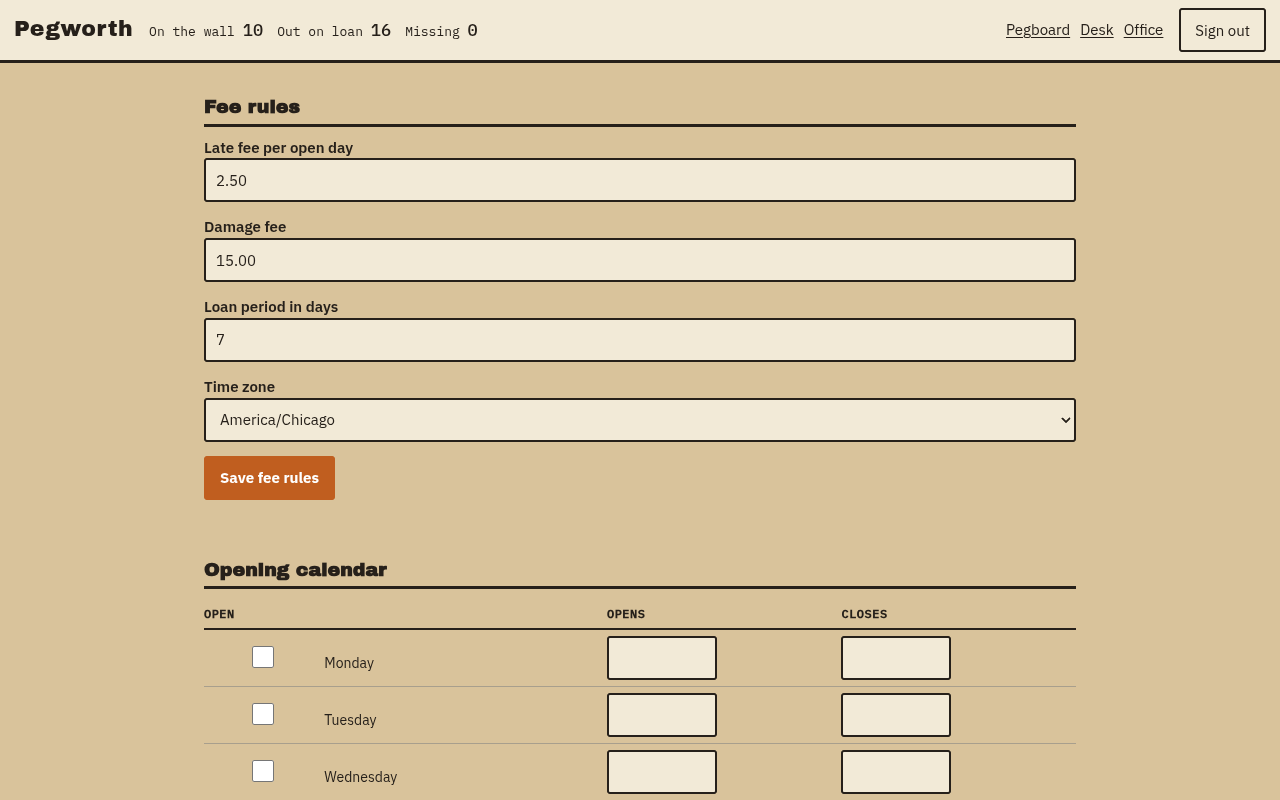 Pegworth On the wall 10 Out on loan 16 Missing 0 Pegboard Desk Office Sign out
Fee rules
Late fee per open day
2.50
Damage fee
15.00
Loan period in days
7
Time zone
America/Chicago
Save fee rules
Opening calendar
OPEN OPENS CLOSES
Monday
Tuesday
Wednesday